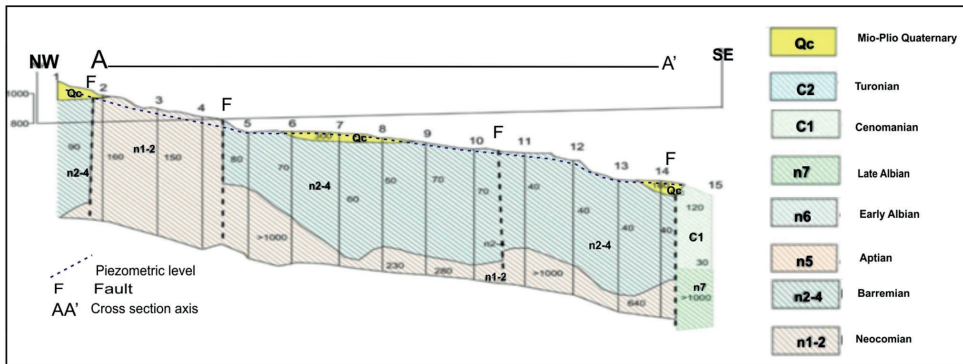 NW A A' SE
1 F 2 3 4 F 5 6 7 8 9 10 F 11 12 13 14 F 15
1000
800
Qc
Qc
Qc
90
160
150
n1-2
80
70
n2-4
60
50
70
70
40
40
40
40
120
n2-4
n2-4
n2-4
C1
30
n7
>1000
>1000
230
280
n1-2
>1000
640
Piezometric level
F Fault
AA' Cross section axis
Qc Mio-Plio Quaternary
C2 Turonian
C1 Cenomanian
n7 Late Albian
n6 Early Albian
n5 Aptian
n2-4 Barremian
n1-2 Neocomian